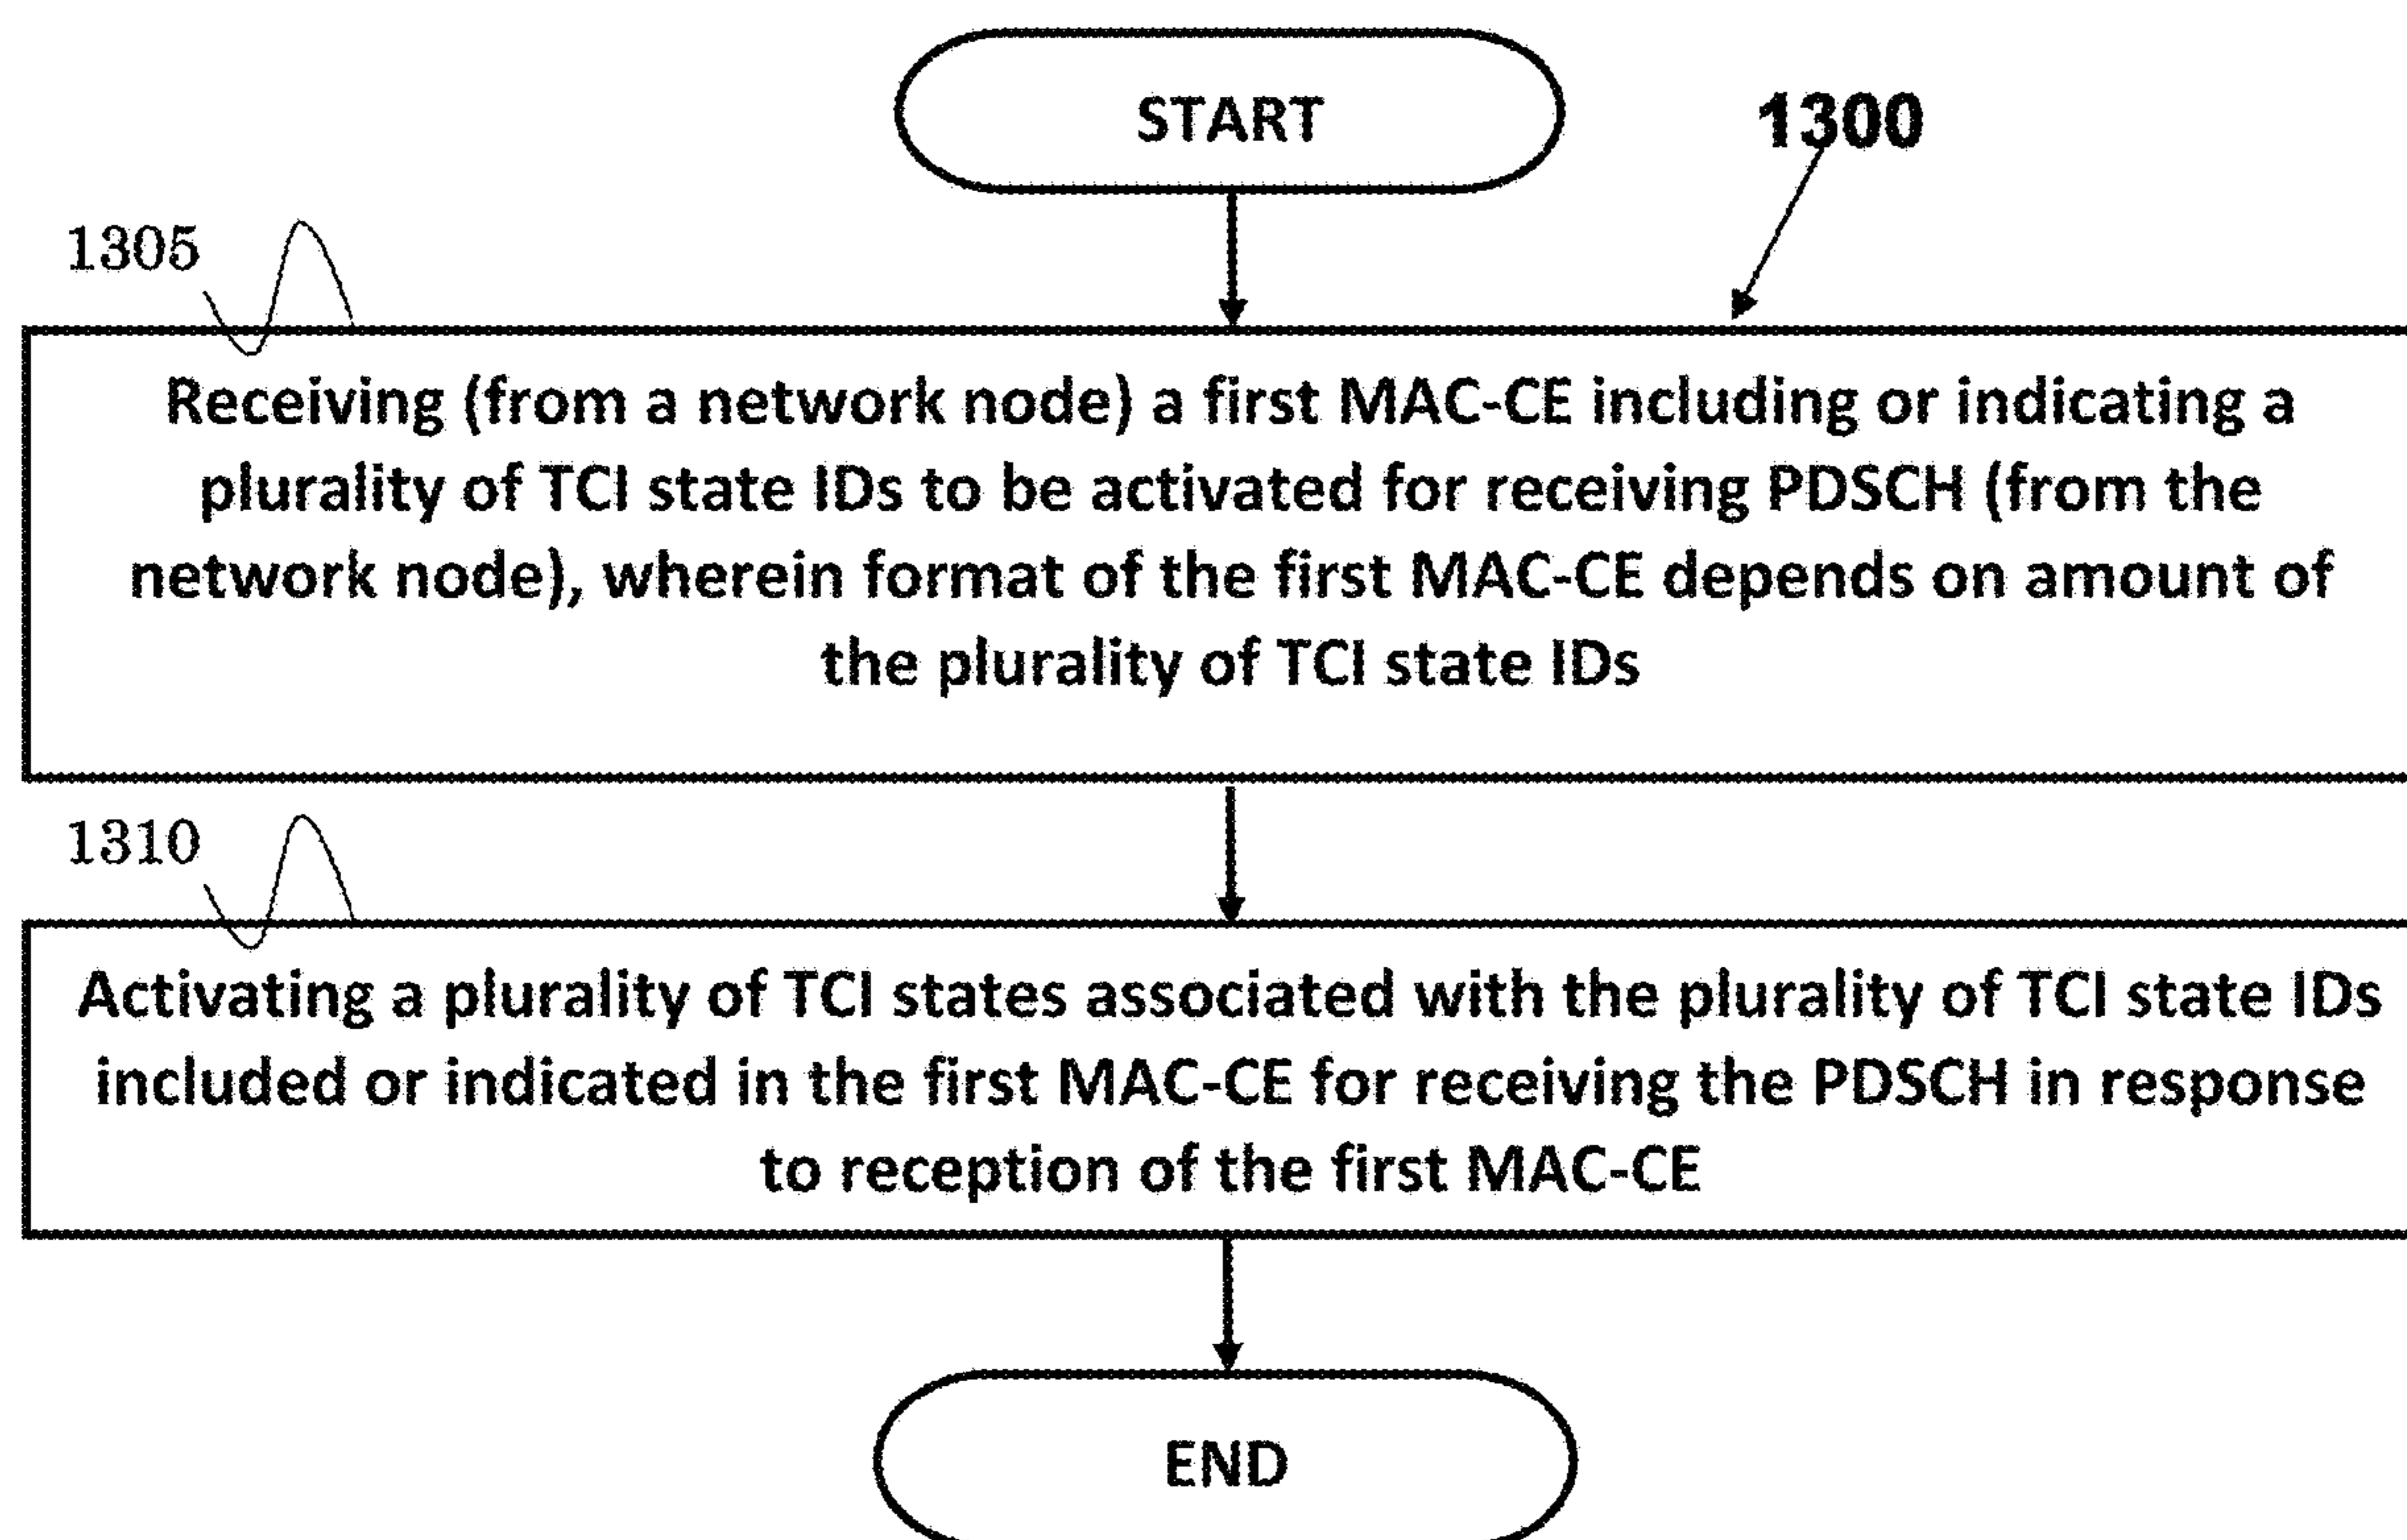 START
1300
1305
Receiving (from a network node) a first MAC-CE including or indicating a
plurality of TCI state IDs to be activated for receiving PDSCH (from the
network node), wherein format of the first MAC-CE depends on amount of
the plurality of TCI state IDs
1310
Activating a plurality of TCI states associated with the plurality of TCI state IDs
included or indicated in the first MAC-CE for receiving the PDSCH in response
to reception of the first MAC-CE
END